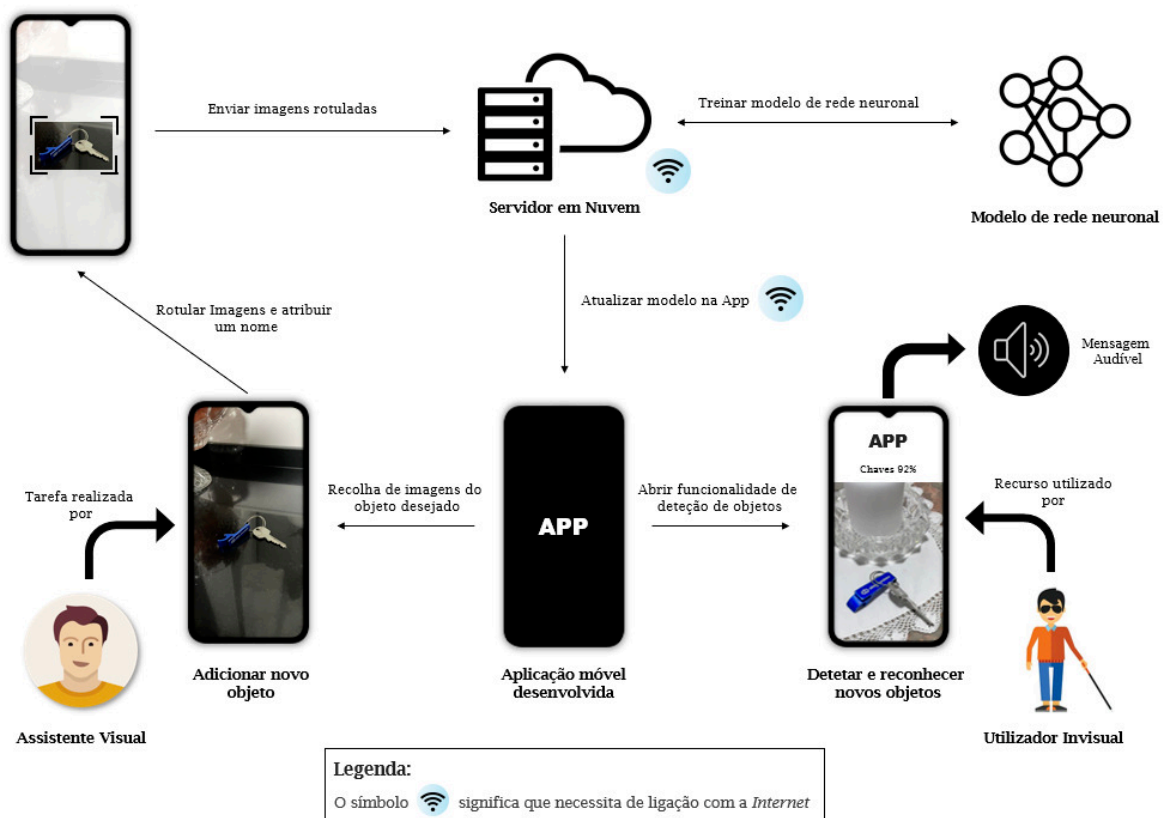 Enviar imagens rotuladas
Treinar modelo de rede neuronal
Servidor em Nuvem
Modelo de rede neuronal
Rotular Imagens e atribuir
um nome
Atualizar modelo na App
Mensagem
Audível
APP
Chaves 92%
Tarefa realizada
por
Recolha de imagens do
objeto desejado
APP
Abrir funcionalidade de
deteção de objetos
Recurso utilizado
por
Adicionar novo
objeto
Aplicação móvel
desenvolvida
Detetar e reconhecer
novos objetos
Assistente Visual
Utilizador Invisual
Legenda:
O símbolo significa que necessita de ligação com a Internet